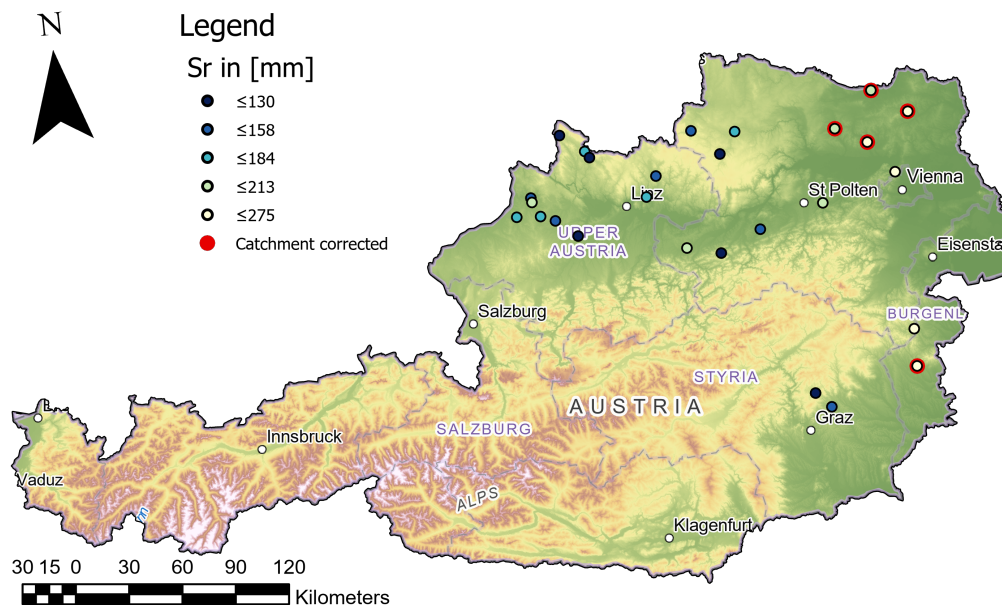 N
Legend
Sr in [mm]
≤130
≤158
≤184
≤213
≤275
Catchment corrected
Linz
St Polten
Vienna
UPPER
AUSTRIA
Eisensta
Salzburg
BURGENL
STYRIA
AUSTRIA
Graz
SALZBURG
Innsbruck
Vaduz
ALPS
Klagenfurt
30 15 0 30 60 90 120
Kilometers